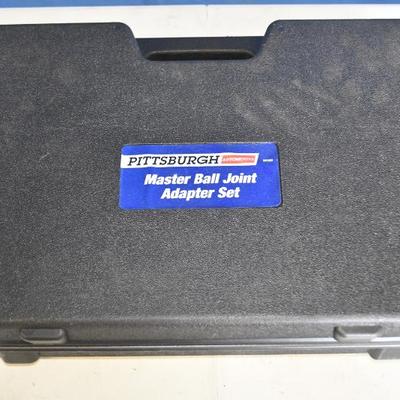 PITTSBURGH AUTOMOTIVE
Master Ball Joint
Adapter Set